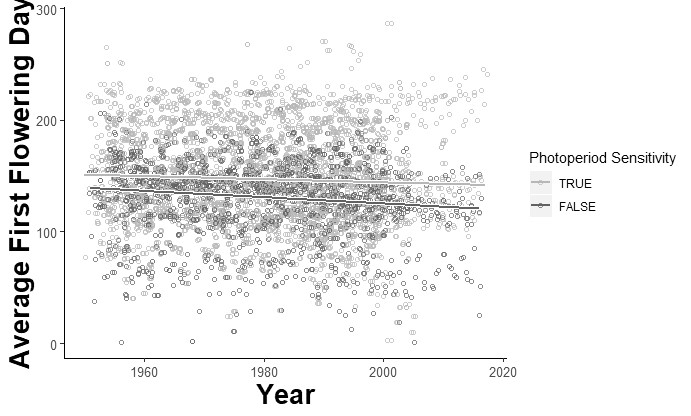 Average First Flowering Day
300
200
100
0
1960
1980
2000
2020
Year
Photoperiod Sensitivity
TRUE
FALSE